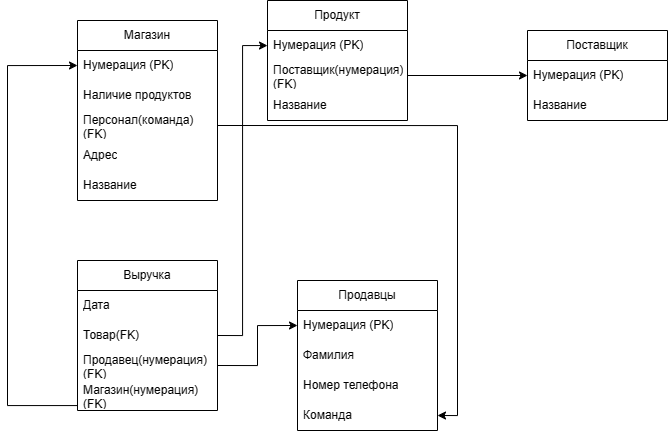 Магазин
Нумерация (PK)
Наличие продуктов
Персонал(команда)
(FK)
Адрес
Название
Продукт
Нумерация (PK)
Поставщик(нумерация)
(FK)
Название
Поставщик
Нумерация (PK)
Название
Выручка
Дата
Товар(FK)
Продавец(нумерация)
(FK)
Магазин(нумерация)
(FK)
Продавцы
Нумерация (PK)
Фамилия
Номер телефона
Команда